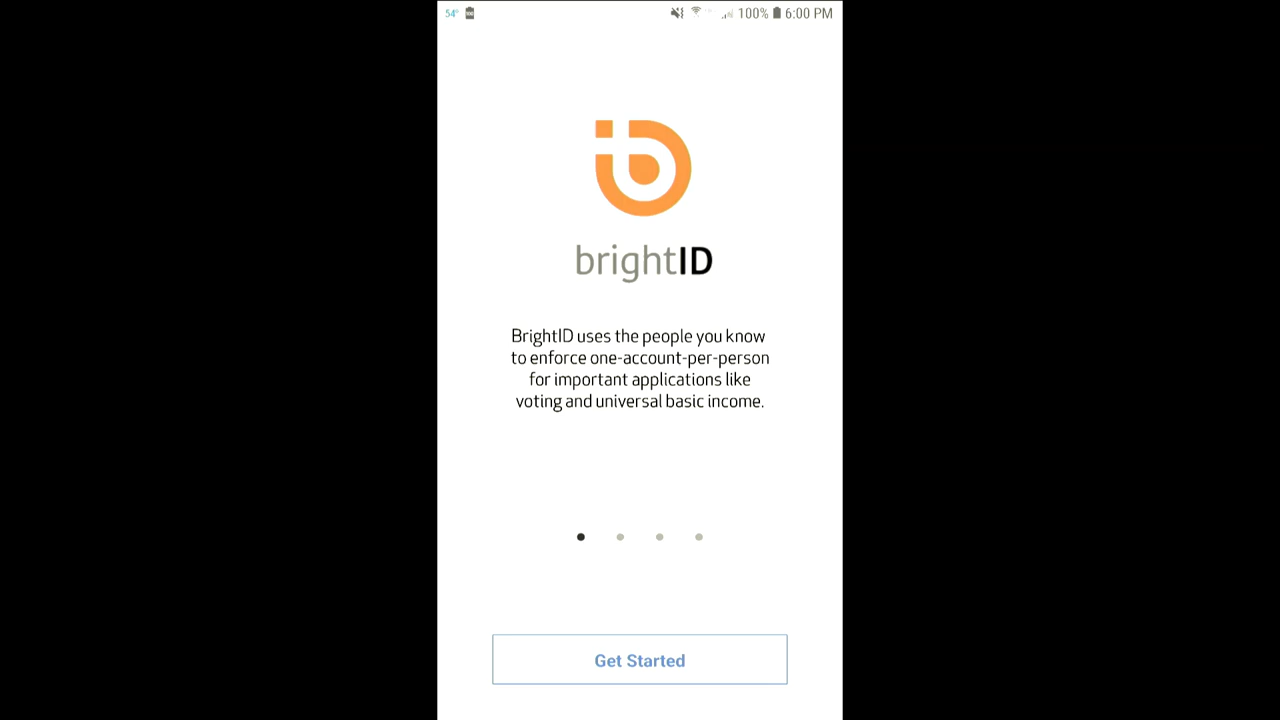 54° 100% 6:00 PM
brightID
BrightID uses the people you know
to enforce one-account-per-person
for important applications like
voting and universal basic income.
Get Started